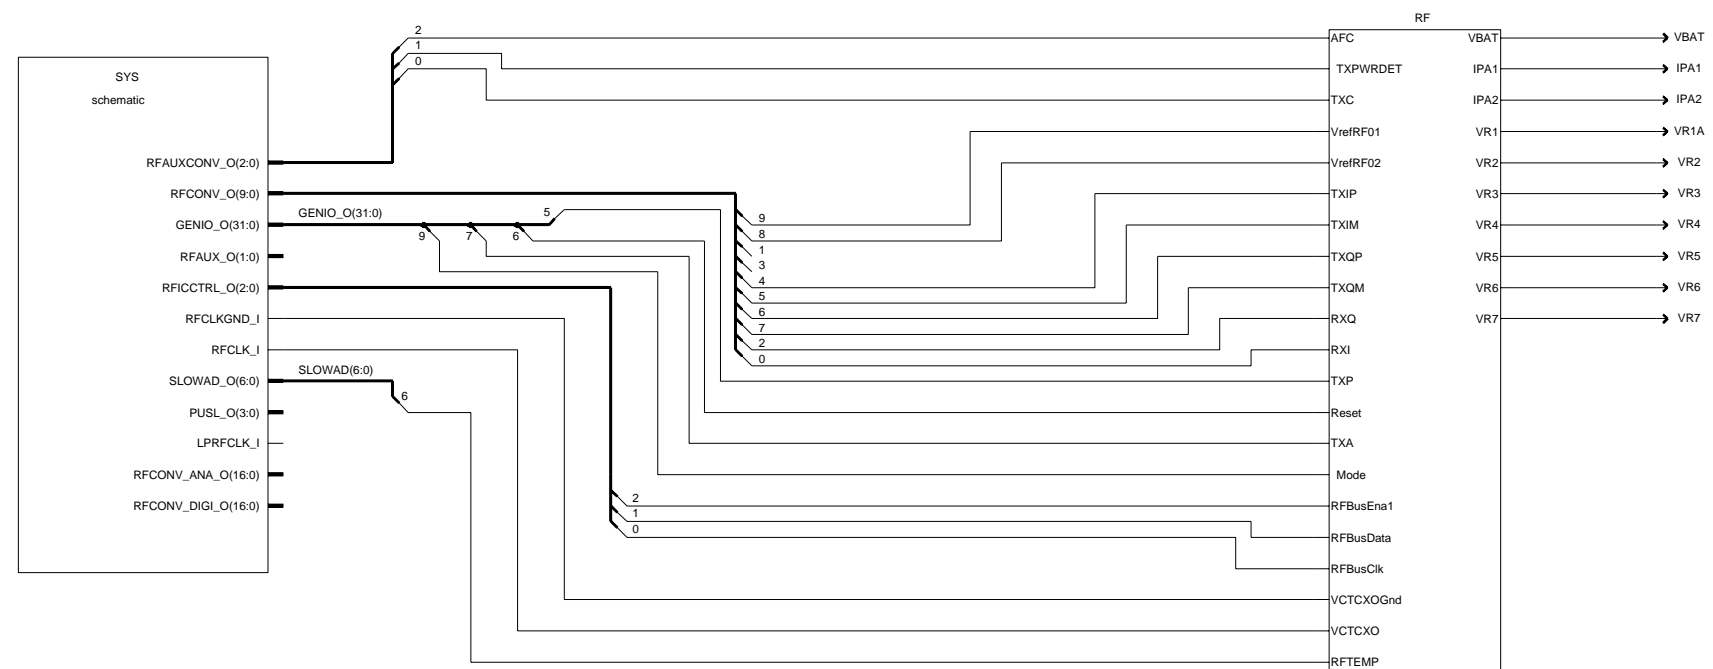 RF
SYS
schematic
RFAUXCONV_O(2:0)
RFCONV_O(9:0)
GENIO_O(31:0)
RFAUX_O(1:0)
RFICCTRL_O(2:0)
RFCLKGND_I
RFCLK_I
SLOWAD_O(6:0)
PUSL_O(3:0)
LPRFCLK_I
RFCONV_ANA_O(16:0)
RFCONV_DIGI_O(16:0)
2
1
0
GENIO_O(31:0)
5
9
7
6
SLOWAD(6:0)
6
9
8
1
3
4
5
6
7
2
0
2
1
0
AFC
TXPWRDET
TXC
VrefRF01
VrefRF02
TXIP
TXIM
TXQP
TXQM
RXQ
RXI
TXP
Reset
TXA
Mode
RFBusEna1
RFBusData
RFBusClk
VCTCXOGnd
VCTCXO
RFTEMP
VBAT
IPA1
IPA2
VR1
VR2
VR3
VR4
VR5
VR6
VR7
VBAT
IPA1
IPA2
VR1A
VR2
VR3
VR4
VR5
VR6
VR7